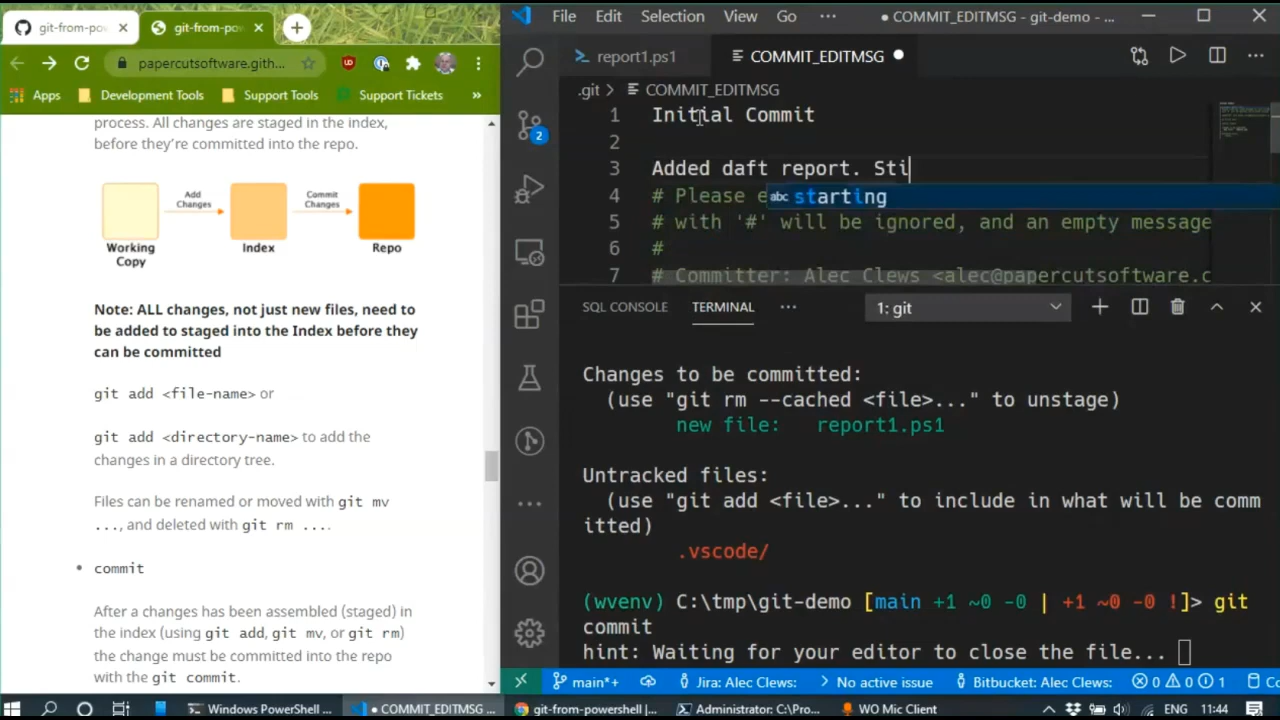 git-from-pow
git-from-pow
File Edit Selection View Go
COMMIT_EDITMSG - git-demo - ...
papercutsoftware.gith...
Apps Development Tools Support Tools Support Tickets »
report1.ps1
COMMIT_EDITMSG
.git > COMMIT_EDITMSG
process. All changes are staged in the index,
before they're committed into the repo.
Add
Changes
Commit
Changes
Working
Copy
Index
Repo
Note: ALL changes, not just new files, need to
be added to staged into the Index before they
can be committed
git add <file-name> or
git add <directory-name> to add the
changes in a directory tree.
Files can be renamed or moved with git mv
..., and deleted with git rm ....
commit
After a changes has been assembled (staged) in
the index (using git add, git mv, or git rm)
the change must be committed into the repo
with the git commit.
2
1 Initial Commit
2
3 Added daft report. Sti
4 # Please e
abc starting
5 # with '#' will be ignored, and an empty message
6 #
7 # Committer: Alec Clews <alec@papercutsoftware.c
SQL CONSOLE TERMINAL ... 1: git
Changes to be committed:
(use "git rm --cached <file>..." to unstage)
new file: report1.ps1
Untracked files:
(use "git add <file>..." to include in what will be comm
itted)
.vscode/
(wvenv) C:\tmp\git-demo [main +1 ~0 -0 | +1 ~0 -0 !]> git
commit
hint: Waiting for your editor to close the file...
main*+ Jira: Alec Clews: No active issue Bitbucket: Alec Clews: 0 0 1 Co
Windows PowerShell ... ● COMMIT_EDITMSG ... git-from-powershell |... Administrator: C:\Pro... WO Mic Client ENG 11:44